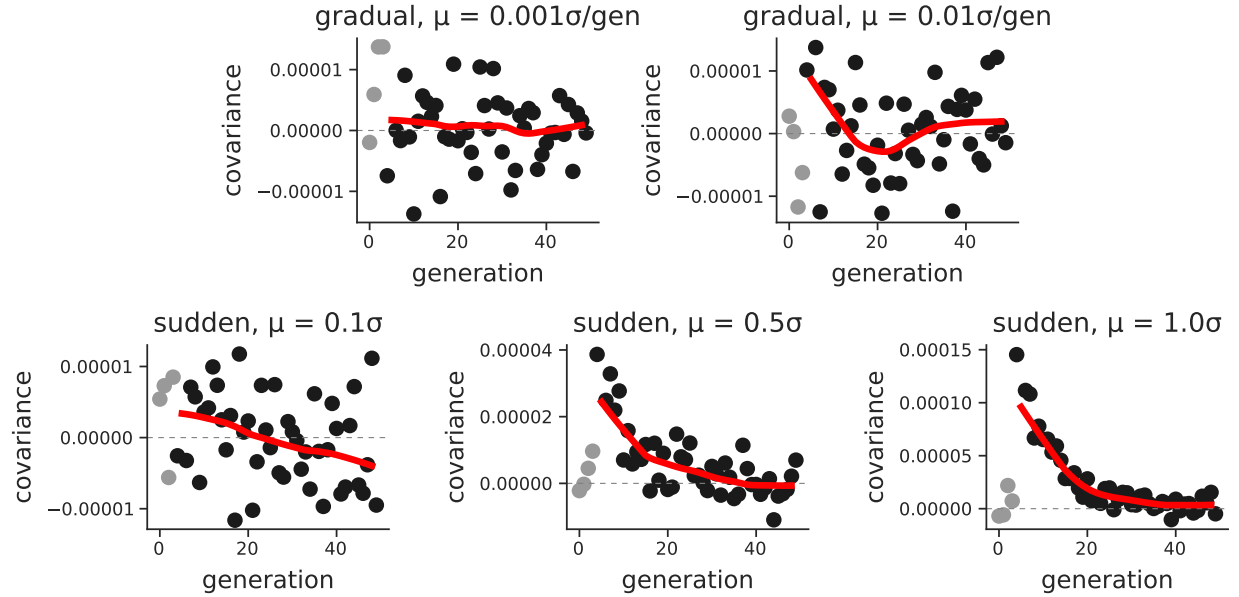 gradual, μ = 0.001σ/gen
covariance
0.00001
0.00000
−0.00001
0
20
40
generation
gradual, μ = 0.01σ/gen
covariance
0.00001
0.00000
−0.00001
0
20
40
generation
sudden, μ = 0.1σ
covariance
0.00001
0.00000
−0.00001
0
20
40
generation
sudden, μ = 0.5σ
covariance
0.00004
0.00002
0.00000
0
20
40
generation
sudden, μ = 1.0σ
covariance
0.00015
0.00010
0.00005
0.00000
0
20
40
generation